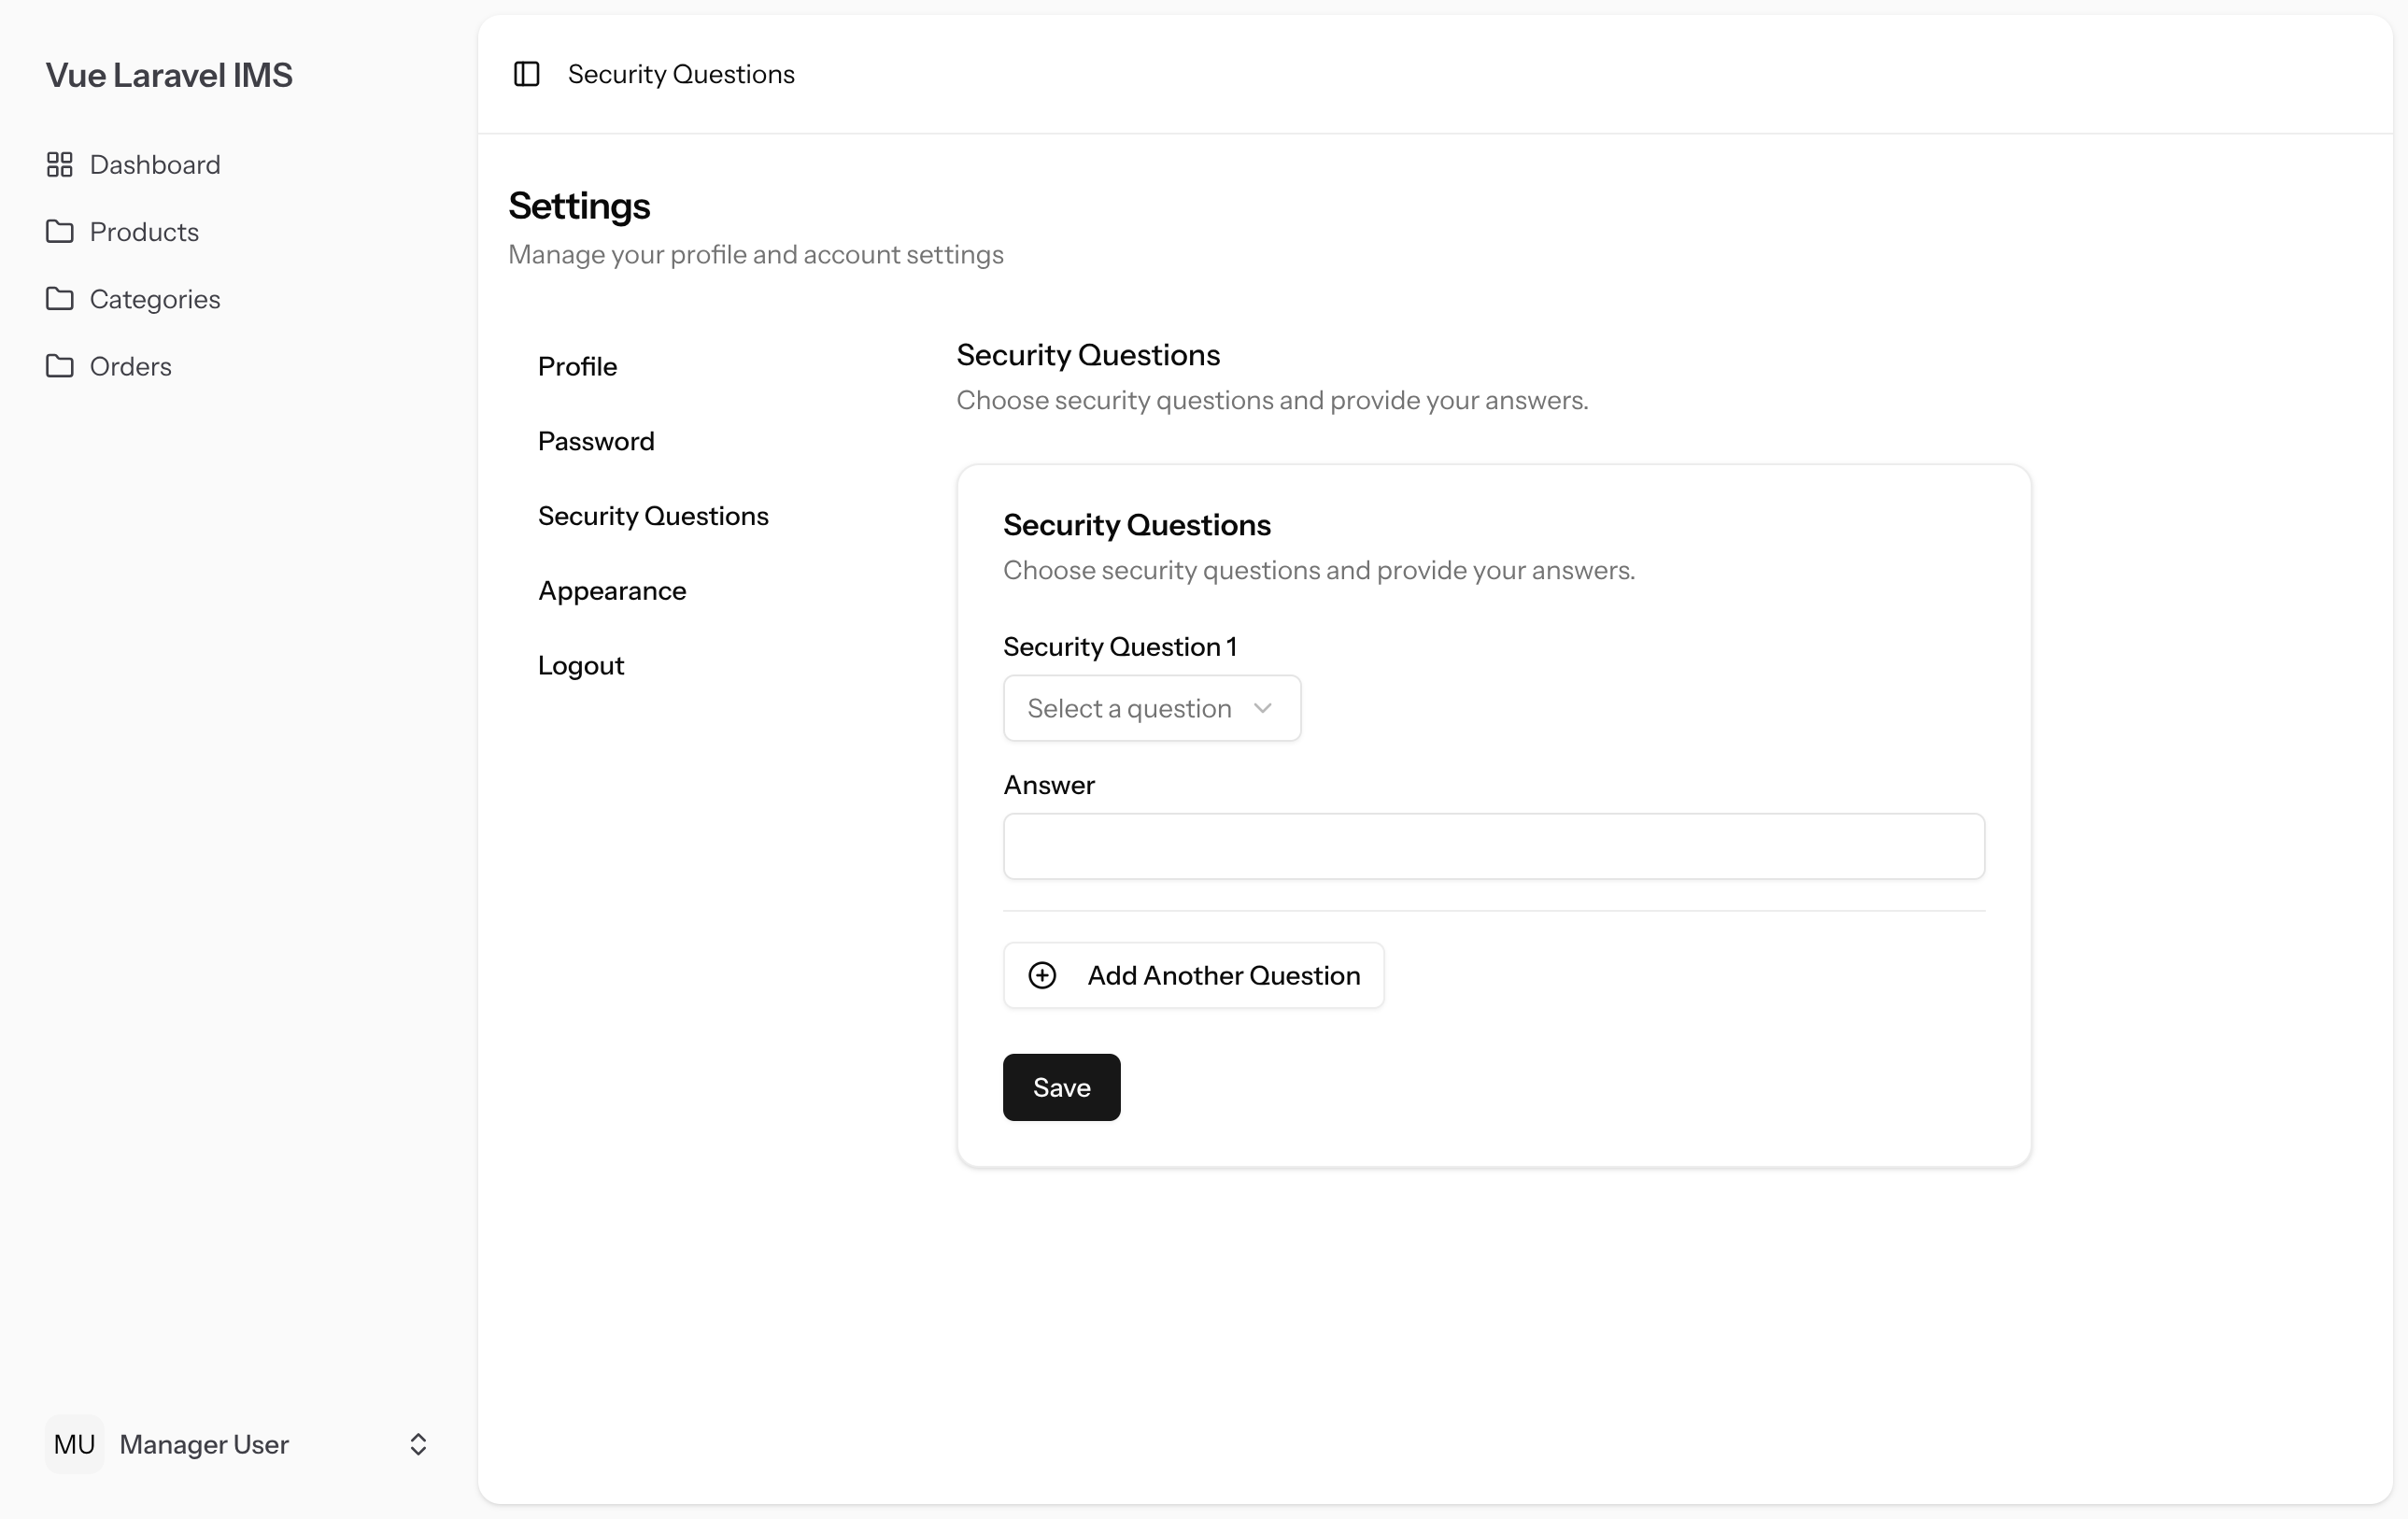 Vue Laravel IMS
Dashboard
Products
Categories
Orders
MU
Manager User
Security Questions
Settings
Manage your profile and account settings
Profile
Password
Security Questions
Appearance
Logout
Security Questions
Choose security questions and provide your answers.
Security Questions
Choose security questions and provide your answers.
Security Question 1
Select a question
Answer
Add Another Question
Save